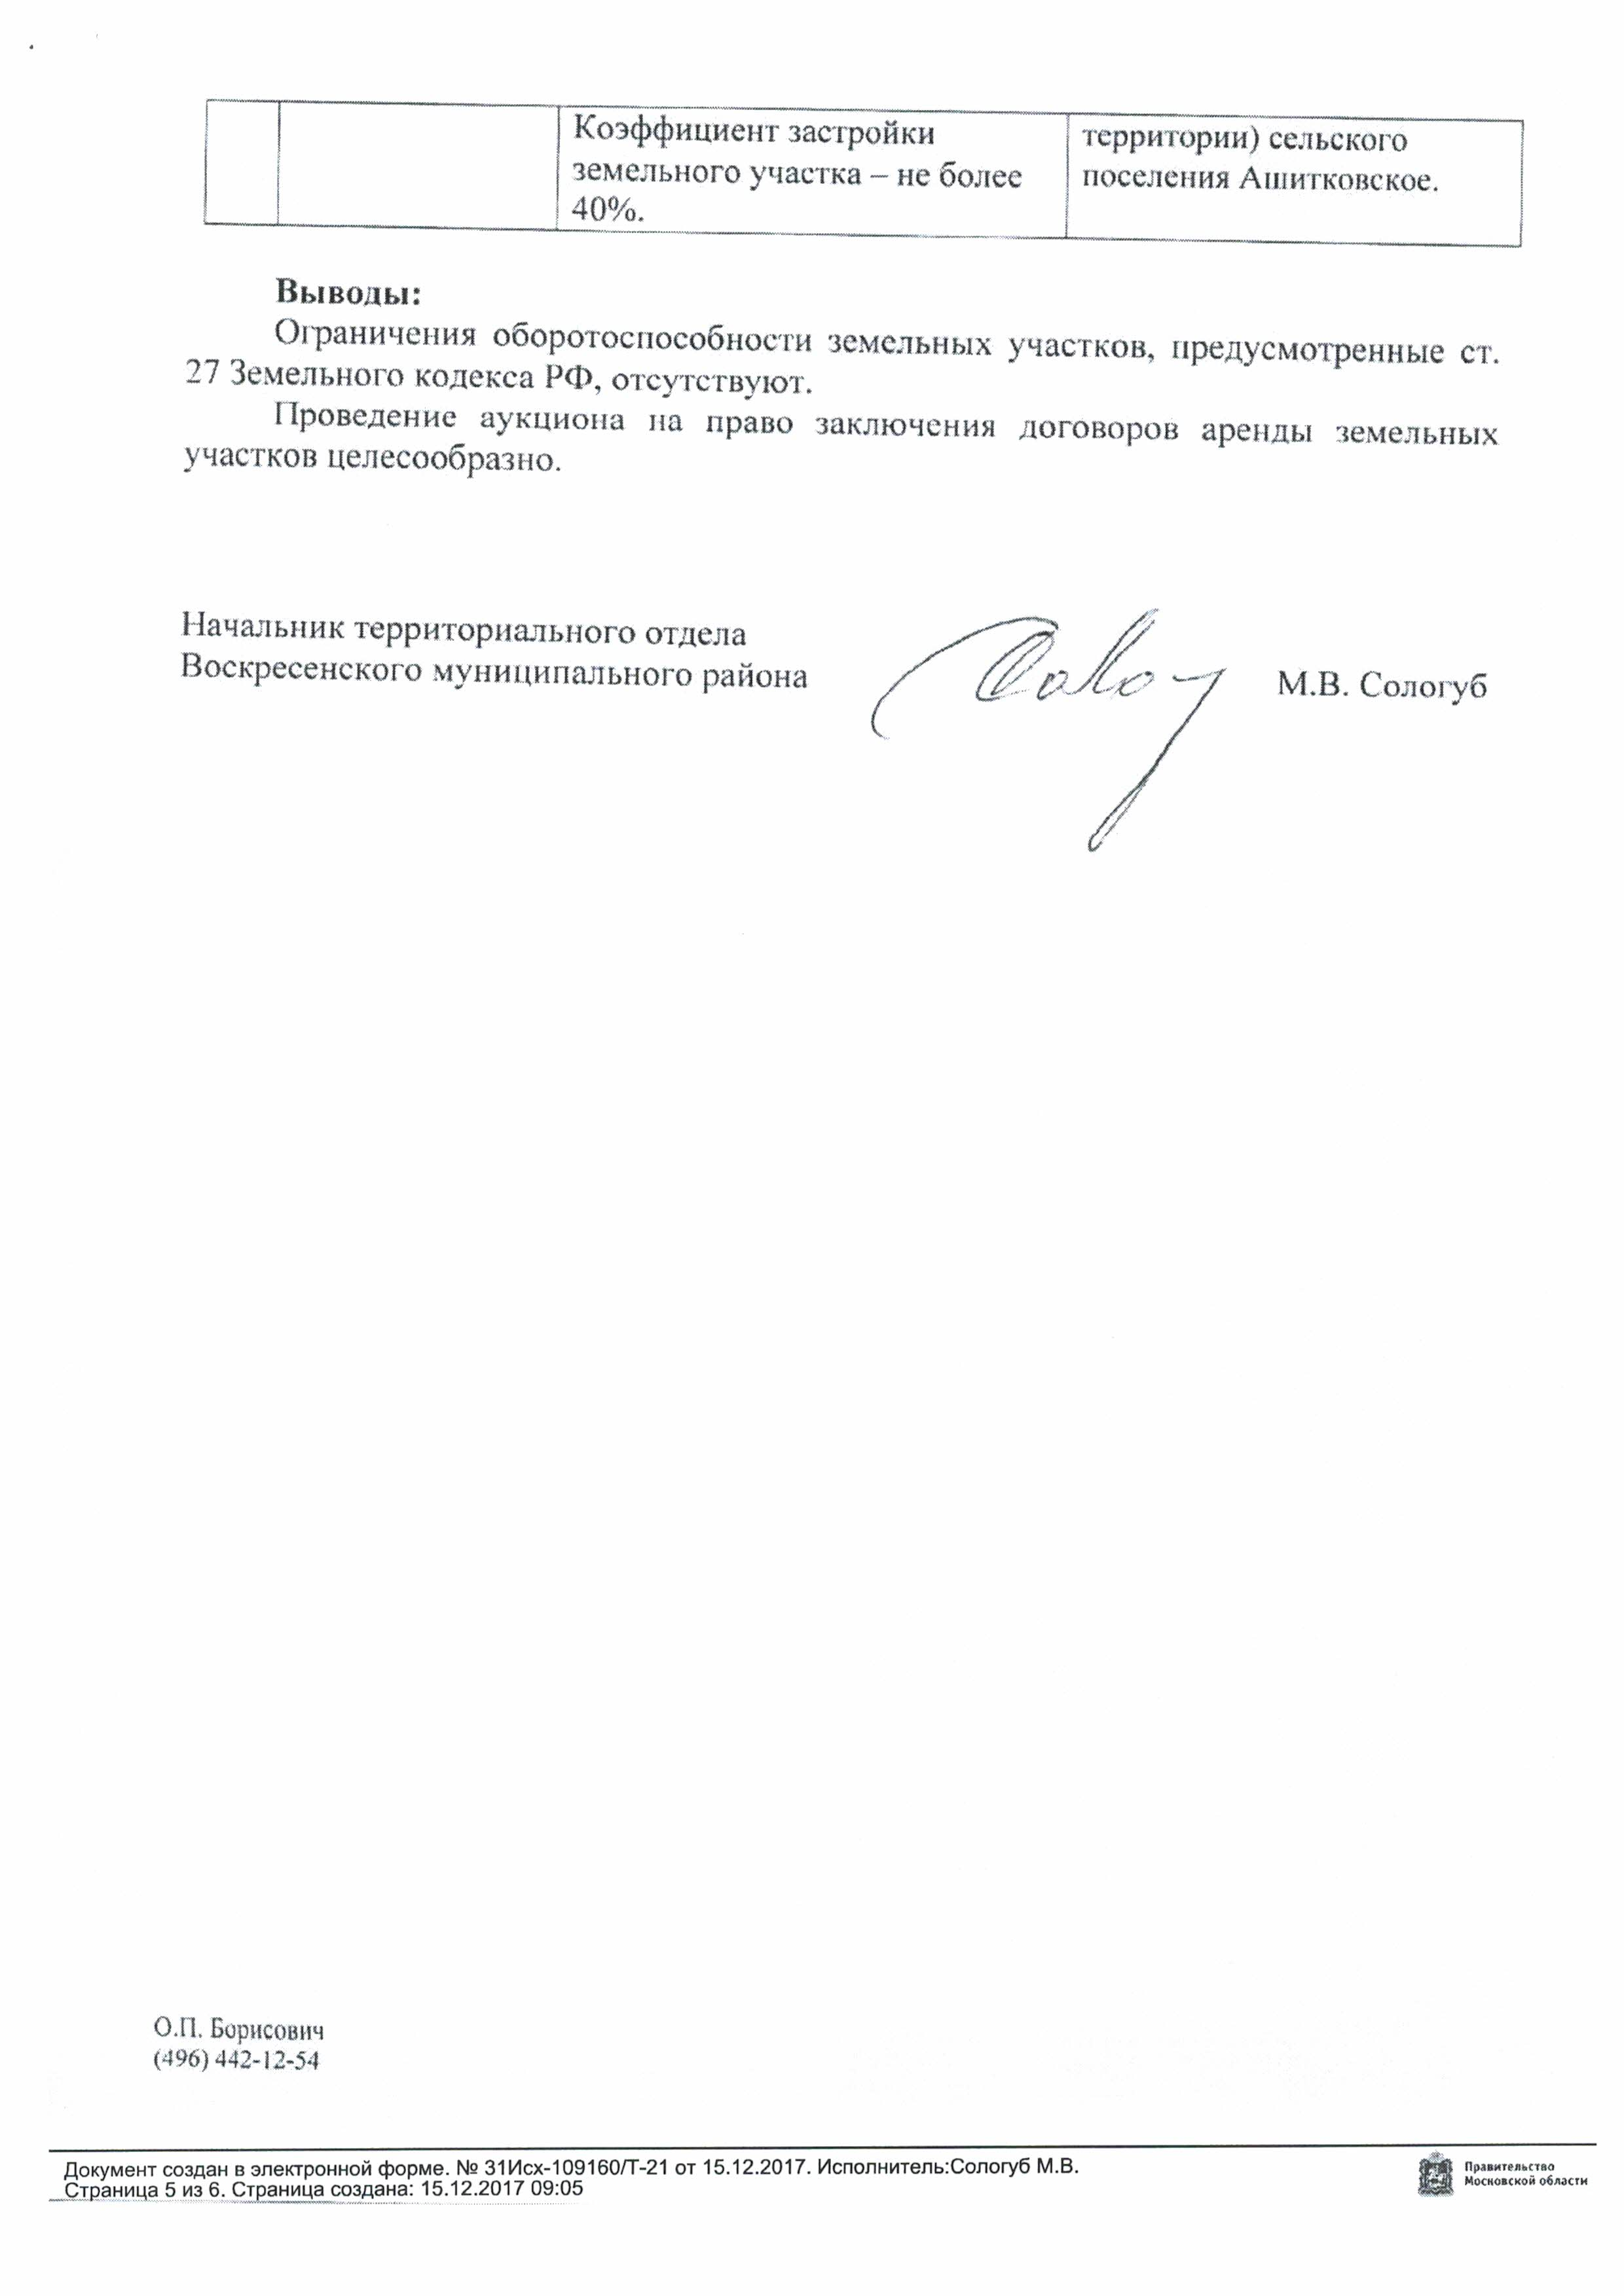 Коэффициент застройки
земельного участка – не более
40%.
территории) сельского
поселения Ашитковское.
Выводы:
Ограничения оборотоспособности земельных участков, предусмотренные ст.
27 Земельного кодекса РФ, отсутствуют.
Проведение аукциона на право заключения договоров аренды земельных
участков целесообразно.
Начальник территориального отдела
Воскресенского муниципального района
М.В. Сологуб
О.П. Борисович
(496) 442-12-54
Документ создан в электронной форме. № 31Исх-109160/Т-21 от 15.12.2017. Исполнитель:Сологуб М.В.
Страница 5 из 6. Страница создана: 15.12.2017 09:05
Правительство
Московской области